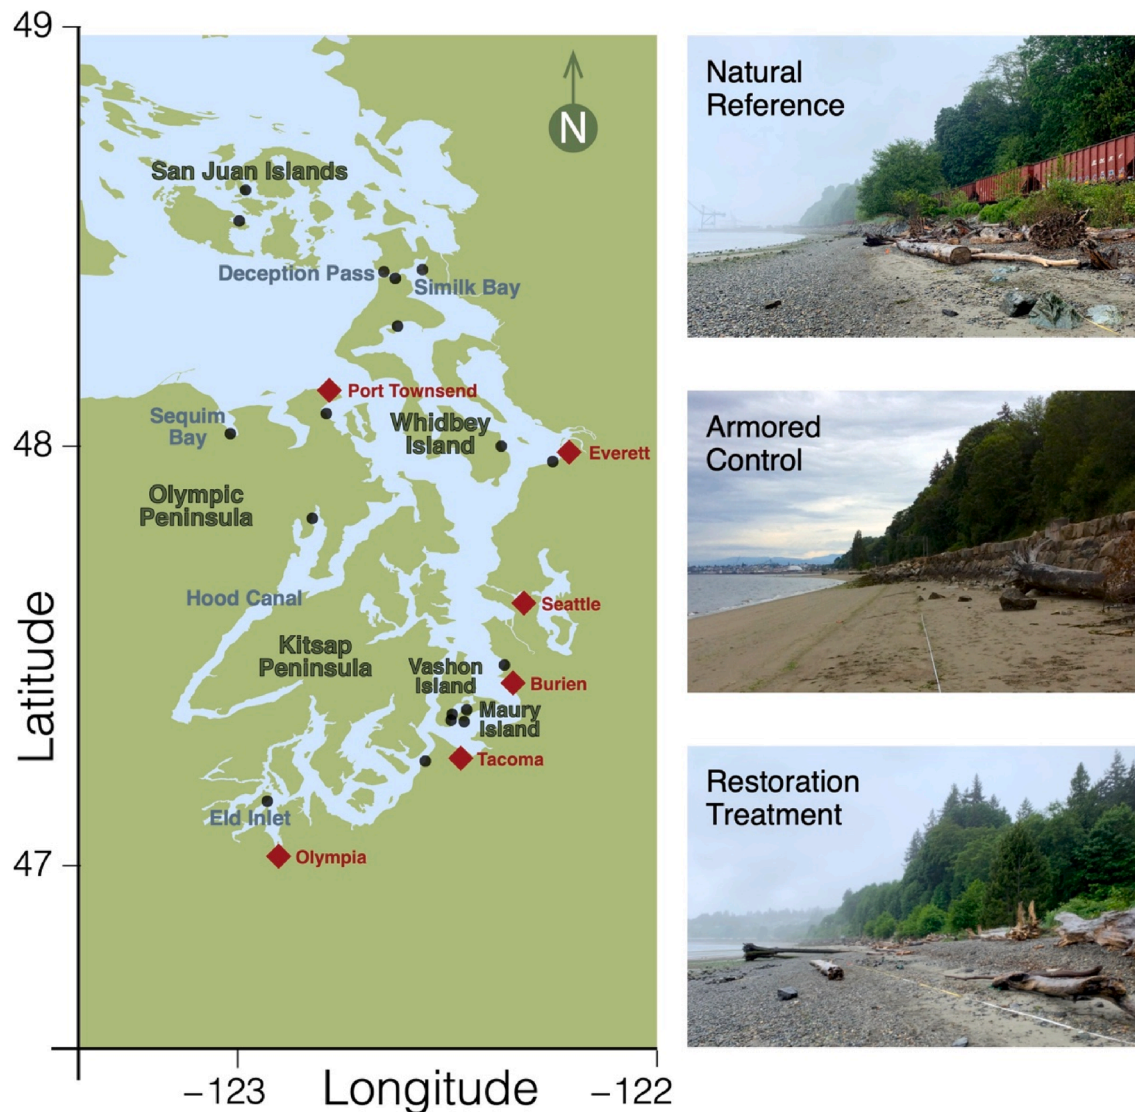 49
48
47
Latitude
−123
−122
Longitude
N
San Juan Islands
Deception Pass
Similk Bay
Port Townsend
Sequim
Bay
Whidbey
Island
Everett
Olympic
Peninsula
Hood Canal
Seattle
Kitsap
Peninsula
Vashon
Island
Burien
Maury
Island
Tacoma
Eld Inlet
Olympia
Natural
Reference
Armored
Control
Restoration
Treatment